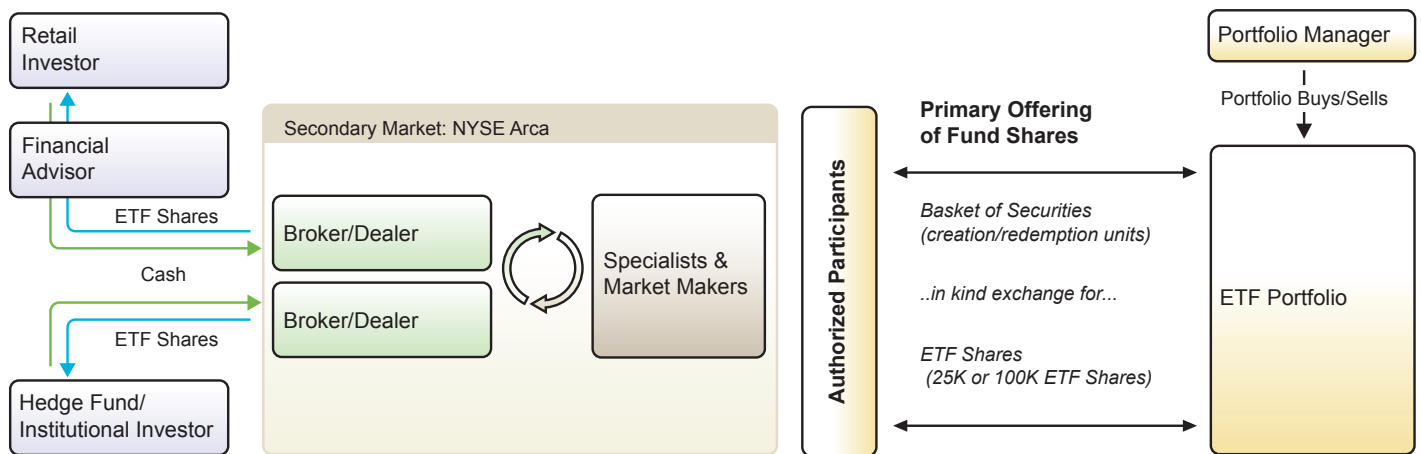 Retail
Investor
Financial
Advisor
ETF Shares
Cash
ETF Shares
Hedge Fund/
Institutional Investor
Secondary Market: NYSE Arca
Broker/Dealer
Broker/Dealer
Specialists &
Market Makers
Authorized Participants
Primary Offering
of Fund Shares
Basket of Securities
(creation/redemption units)
..in kind exchange for...
ETF Shares
(25K or 100K ETF Shares)
Portfolio Manager
Portfolio Buys/Sells
ETF Portfolio